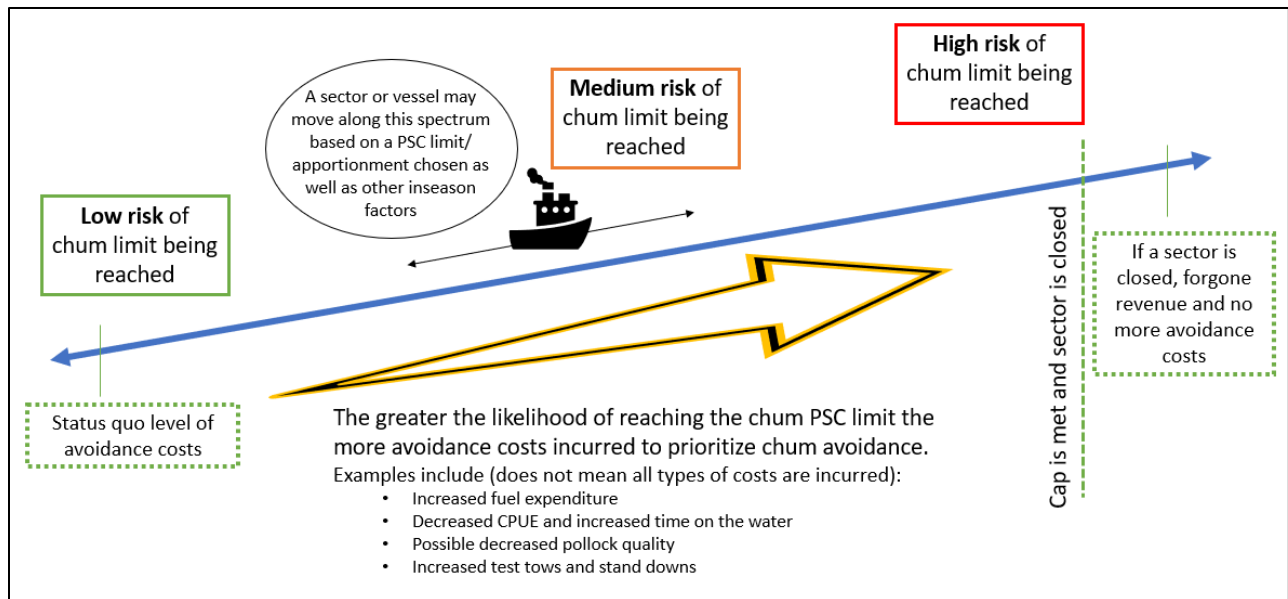 High risk of
chum limit being
reached
Medium risk of
chum limit being
reached
A sector or vessel may
move along this spectrum
based on a PSC limit/
apportionment chosen as
well as other inseason
factors
Low risk of
chum limit being
reached
Status quo level of
avoidance costs
The greater the likelihood of reaching the chum PSC limit the
more avoidance costs incurred to prioritize chum avoidance.
Examples include (does not mean all types of costs are incurred):
• Increased fuel expenditure
• Decreased CPUE and increased time on the water
• Possible decreased pollock quality
• Increased test tows and stand downs
Cap is met and sector is closed
If a sector is
closed, forgone
revenue and no
more avoidance
costs